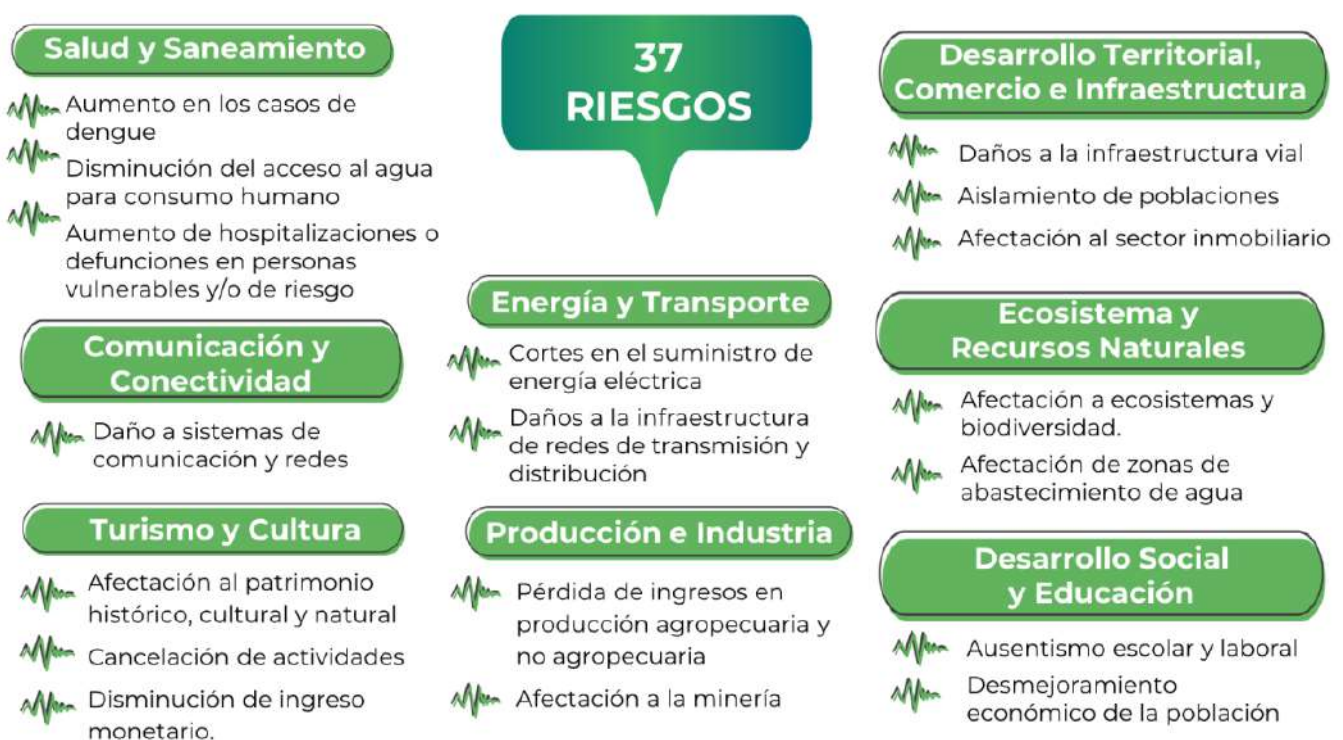 37
RIESGOS
Salud y Saneamiento
Aumento en los casos de
dengue
Disminución del acceso al agua
para consumo humano
Aumento de hospitalizaciones o
defunciones en personas
vulnerables y/o de riesgo
Comunicación y
Conectividad
Daño a sistemas de
comunicación y redes
Turismo y Cultura
Afectación al patrimonio
histórico, cultural y natural
Cancelación de actividades
Disminución de ingreso
monetario.
Energía y Transporte
Cortes en el suministro de
energía eléctrica
Daños a la infraestructura
de redes de transmisión y
distribución
Producción e Industria
Pérdida de ingresos en
producción agropecuaria y
no agropecuaria
Afectación a la minería
Desarrollo Territorial,
Comercio e Infraestructura
Daños a la infraestructura vial
Aislamiento de poblaciones
Afectación al sector inmobiliario
Ecosistema y
Recursos Naturales
Afectación a ecosistemas y
biodiversidad.
Afectación de zonas de
abastecimiento de agua
Desarrollo Social
y Educación
Ausentismo escolar y laboral
Desmejoramiento
económico de la población